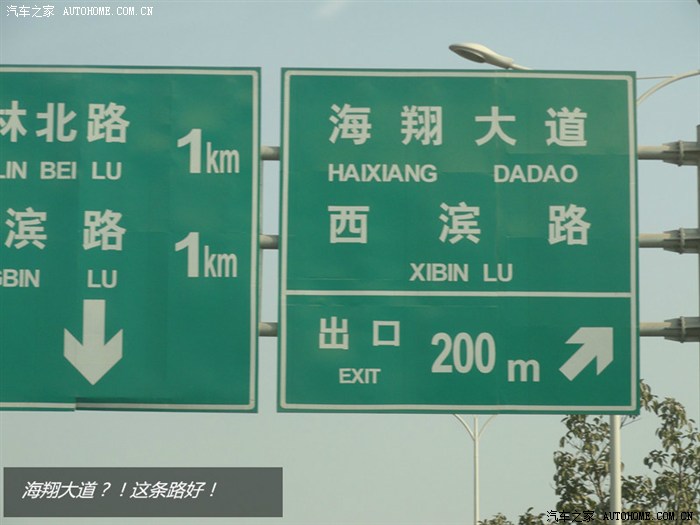 汽车之家 AUTOHOME.COM.CN
林北路 1km
LIN BEI LU
滨路 1km
GBIN LU
海翔大道
HAIXIANG DADAO
西滨路
XIBIN LU
出口 200 m
EXIT
海翔大道？！这条路好！
汽车之家 AUTOHOME.COM.CN